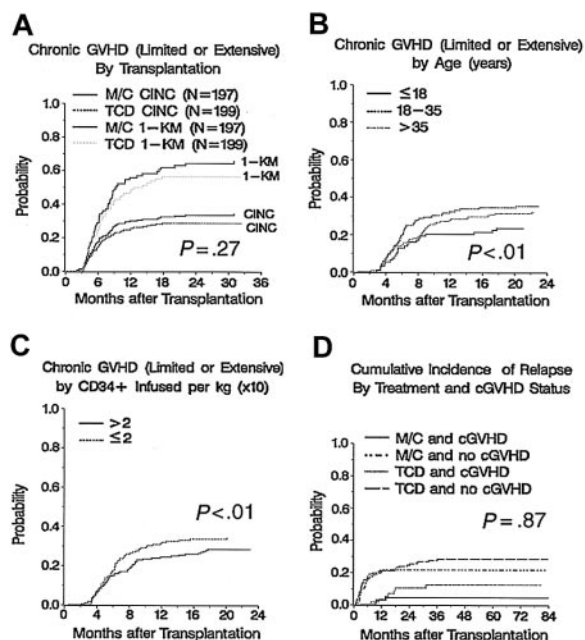 A
Chronic GVHD (Limited or Extensive)
By Transplantation
M/C CINC (N=197)
TCD CINC (N=199)
M/C 1-KM (N=197)
TCD 1-KM (N=199)
1.0
0.8
0.6
0.4
0.2
0.0
Probability
1-KM
1-KM
CINC
CINC
P=.27
0 6 12 18 24 30 36
Months after Transplantation
B
Chronic GVHD (Limited or Extensive)
by Age (years)
≤18
18-35
>35
1.0
0.8
0.6
0.4
0.2
0.0
Probability
P<.01
0 4 8 12 16 20 24
Months after Transplantation
C
Chronic GVHD (Limited or Extensive)
by CD34+ Infused per kg (x10)
>2
≤2
1.0
0.8
0.6
0.4
0.2
0.0
Probability
P<.01
0 4 8 12 16 20 24
Months after Transplantation
D
Cumulative Incidence of Relapse
By Treatment and cGVHD Status
M/C and cGVHD
M/C and no cGVHD
TCD and cGVHD
TCD and no cGVHD
1.0
0.8
0.6
0.4
0.2
0.0
Probability
P=.87
0 12 24 36 48 60 72 84
Months after Transplantation